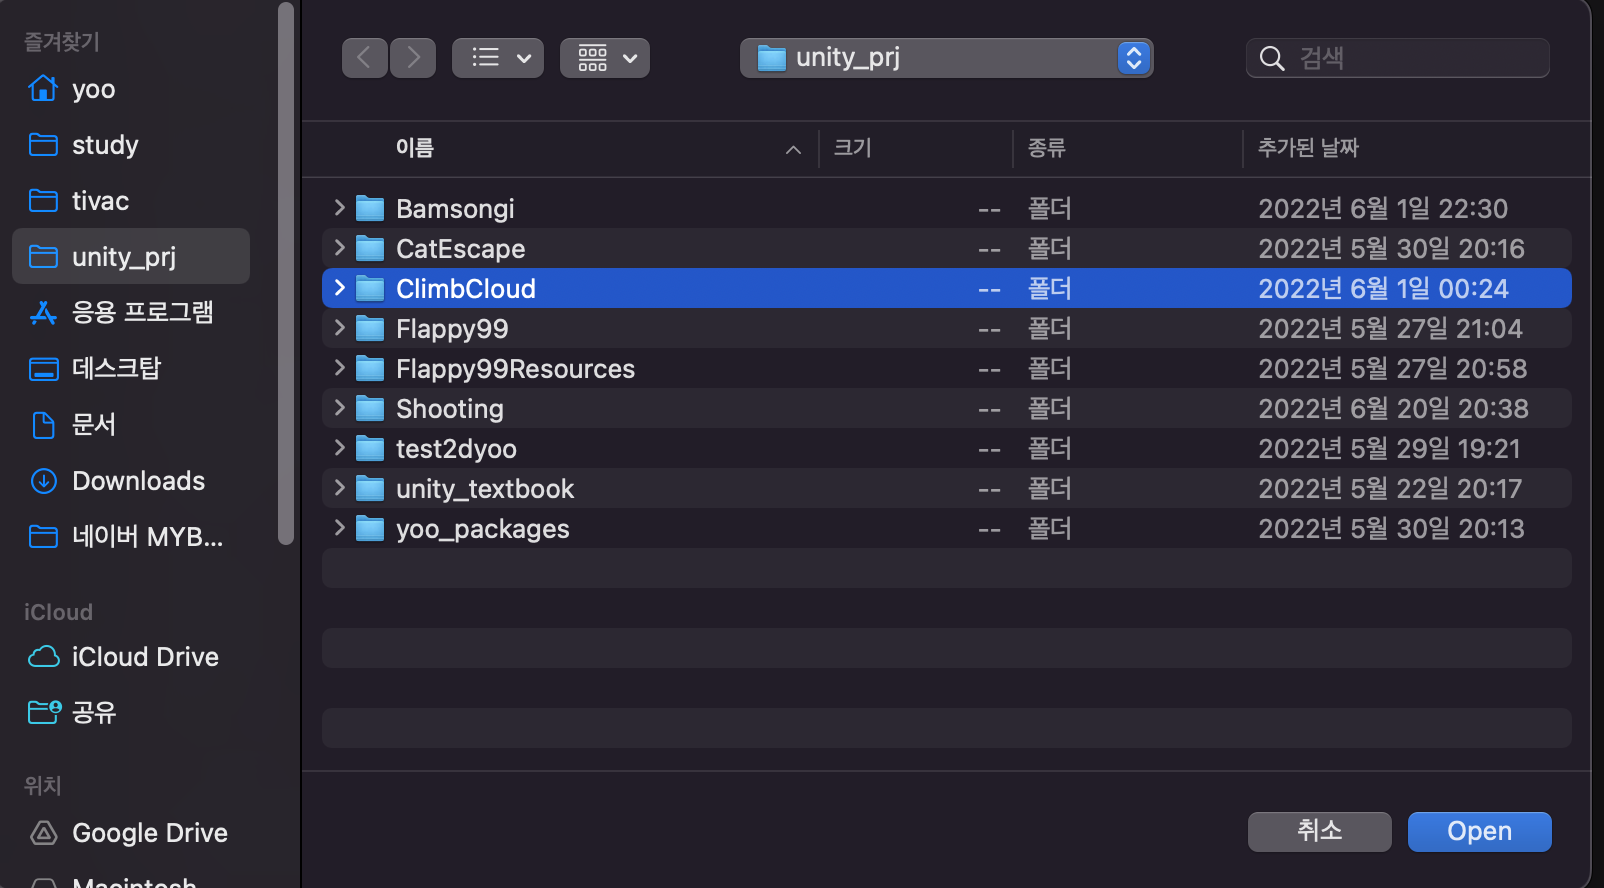 즐겨찾기
yoo
study
tivac
unity_prj
응용 프로그램
데스크탑
문서
Downloads
네이버 MYB...
iCloud
iCloud Drive
공유
위치
Google Drive
Macintosh
unity_prj
검색
이름 크기 종류 추가된 날짜
Bamsongi -- 폴더 2022년 6월 1일 22:30
CatEscape -- 폴더 2022년 5월 30일 20:16
ClimbCloud -- 폴더 2022년 6월 1일 00:24
Flappy99 -- 폴더 2022년 5월 27일 21:04
Flappy99Resources -- 폴더 2022년 5월 27일 20:58
Shooting -- 폴더 2022년 6월 20일 20:38
test2dyoo -- 폴더 2022년 5월 29일 19:21
unity_textbook -- 폴더 2022년 5월 22일 20:17
yoo_packages -- 폴더 2022년 5월 30일 20:13
취소 Open